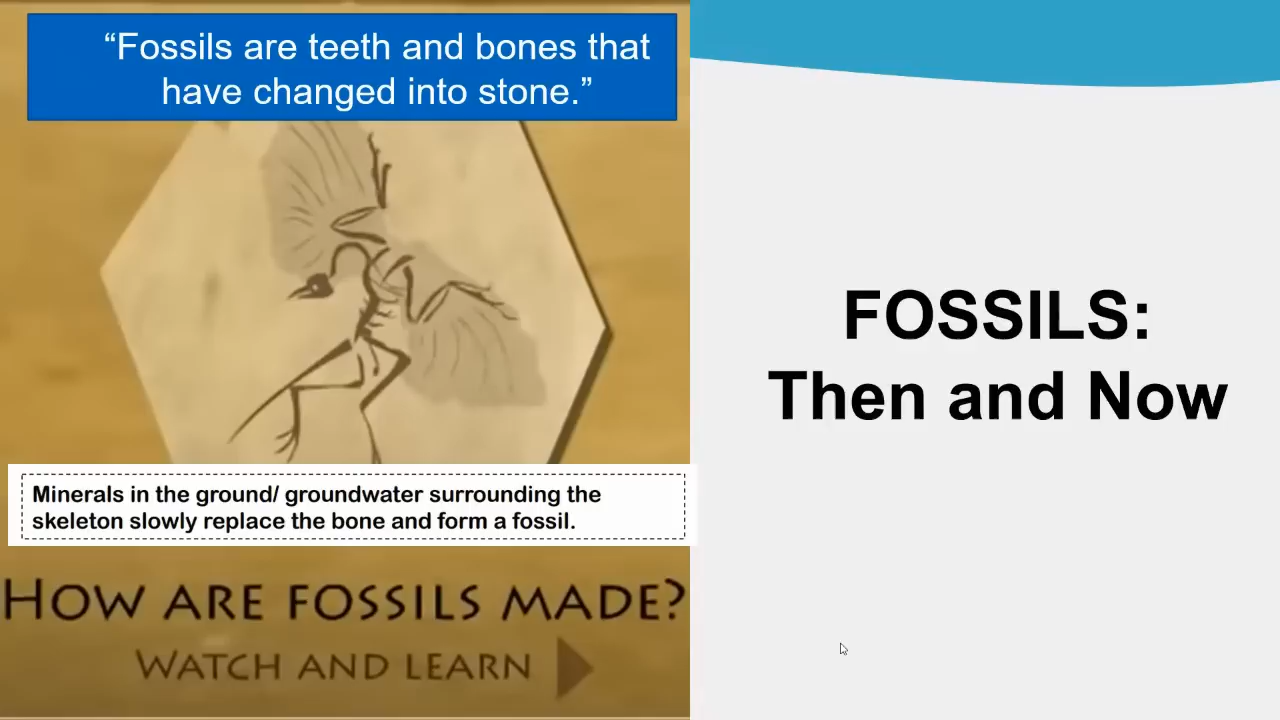 “Fossils are teeth and bones that
have changed into stone.”
Minerals in the ground/ groundwater surrounding the
skeleton slowly replace the bone and form a fossil.
HOW ARE FOSSILS MADE?
WATCH AND LEARN
FOSSILS:
Then and Now